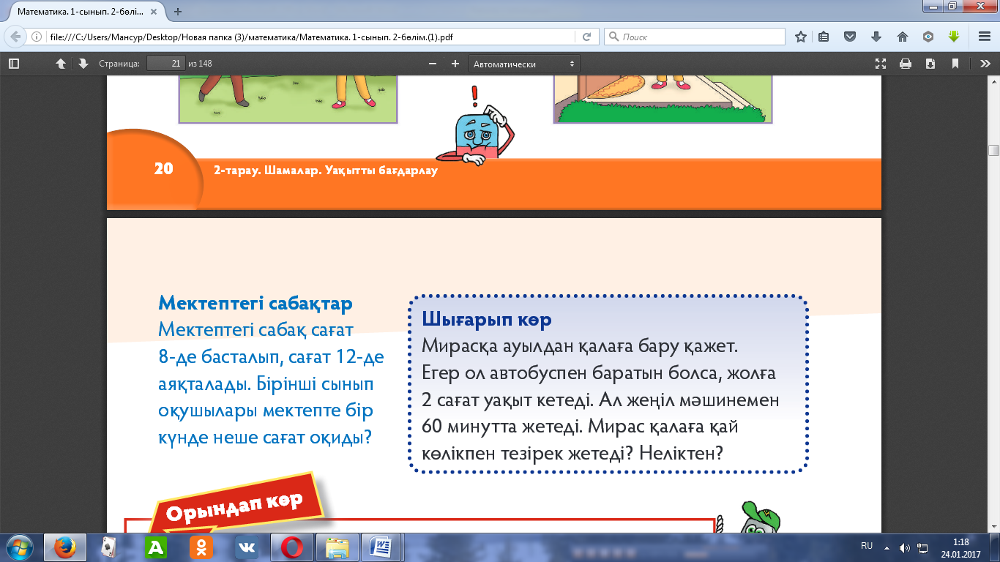 Математика. 1-сынып. 2-бөлі...
file:///C:/Users/Мансур/Desktop/Новая папка (3)/математика/Математика. 1-сынып. 2-бөлім.(1).pdf
Поиск
Страница: 21 из 148
Автоматически
!
20
2-тарау. Шамалар. Уақытты бағдарлау
Мектептегі сабақтар
Мектептегі сабақ сағат
8-де басталып, сағат 12-де
аяқталады. Бірінші сынып
оқушылары мектепте бір
күнде неше сағат оқиды?
Шығарып көр
Мирасқа ауылдан қалаға бару қажет.
Егер ол автобуспен баратын болса, жолға
2 сағат уақыт кетеді. Ал жеңіл мәшинемен
60 минутта жетеді. Мирас қалаға қай
көлікпен тезірек жетеді? Неліктен?
Орындап көр
RU
1:18
24.01.2017